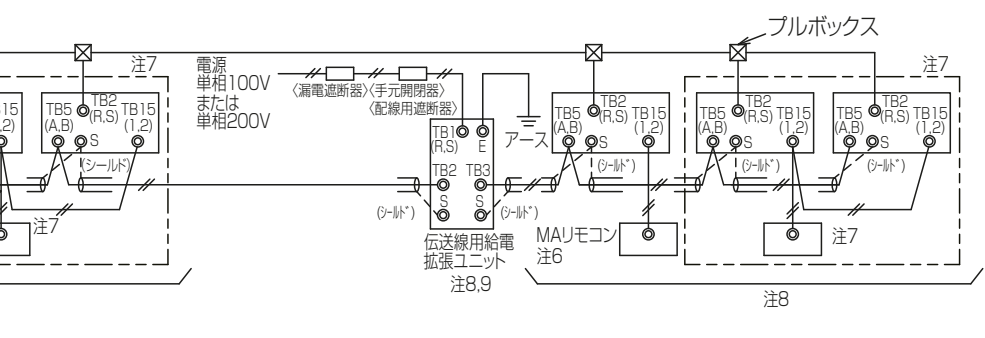 プルボックス
注7
電源
単相100V
または
単相200V
〈漏電遮断器〉
〈手元開閉器〉
〈配線用遮断器〉
注7
TB2
(R,S)
TB5
(A,B)
TB15
(1,2)
S
(シールド)
注7
TB1
(R,S)
E
アース
TB2
TB3
S
S
(シールド)
(シールド)
伝送線用給電
拡張ユニット
注8,9
TB5
(A,B)
TB2
(R,S)
TB15
(1,2)
S
(シールド)
MAリモコン
注6
TB5
(A,B)
TB2
(R,S)
TB15
(1,2)
S
(シールド)
注7
TB5
(A,B)
TB2
(R,S)
TB15
(1,2)
S
(シールド)
注8